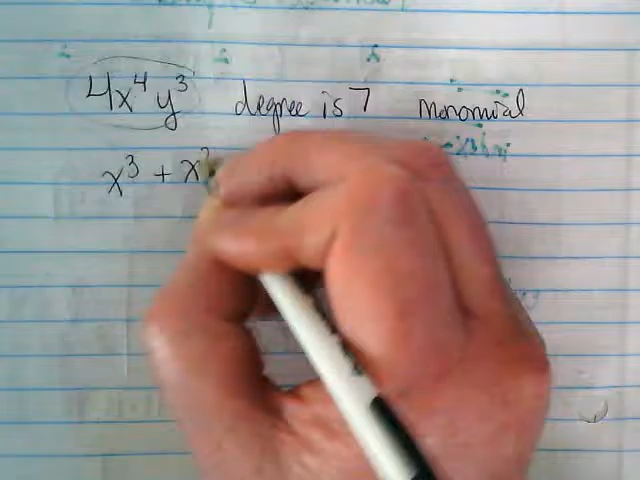 4x⁴y³ degree is 7 monomial
x³ + x²